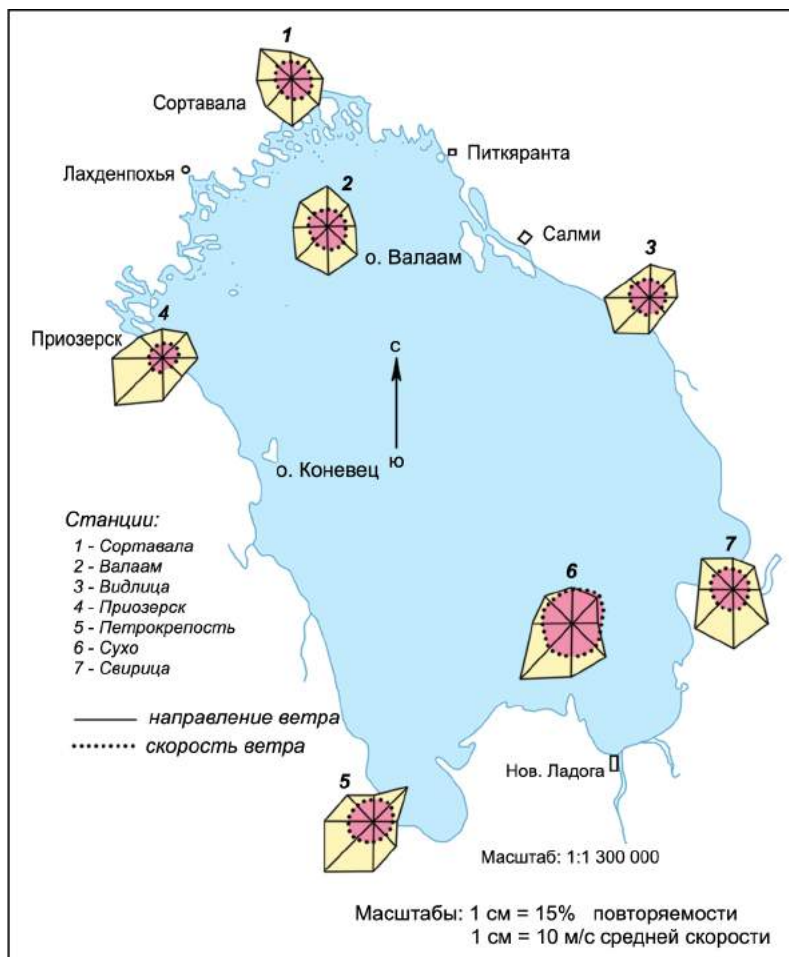 1
Сортавала
Питкяранта
Лахденпохья
2
Салми
о. Валаам
3
4
Приозерск
с
ю
о. Коневец
Станции:
1 - Сортавала
2 - Валаам
3 - Видлица
4 - Приозерск
5 - Петрокрепость
6 - Сухо
7 - Свирица
6
7
направление ветра
скорость ветра
Нов. Ладога
5
Масштаб: 1:1 300 000
Масштабы: 1 см = 15% повторяемости
1 см = 10 м/с средней скорости